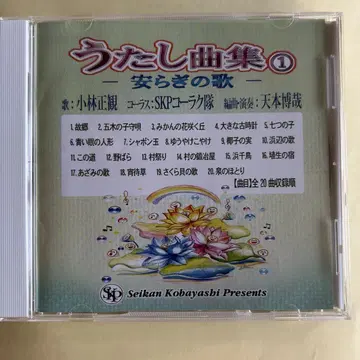 うたし曲集①
― 安らぎの歌 ―
歌:小林正観 コーラス:SKPコーラク隊 編曲・演奏:天本博哉
1.故郷 2.五木の子守唄 3.みかんの花咲く丘 4.大きな古時計 5.七つの子
6.青い眼の人形 7.シャボン玉 8.ゆうやけこやけ 9.椰子の実 10.浜辺の歌
11.この道 12.野ばら 13.村祭り 14.村の鍛冶屋 15.浜千鳥 16.埴生の宿
17.あざみの歌 18.宵待草 19.さくら貝の歌 20.泉のほとり
【曲目】全20曲収録順
SKP
Seikan Kobayashi Presents